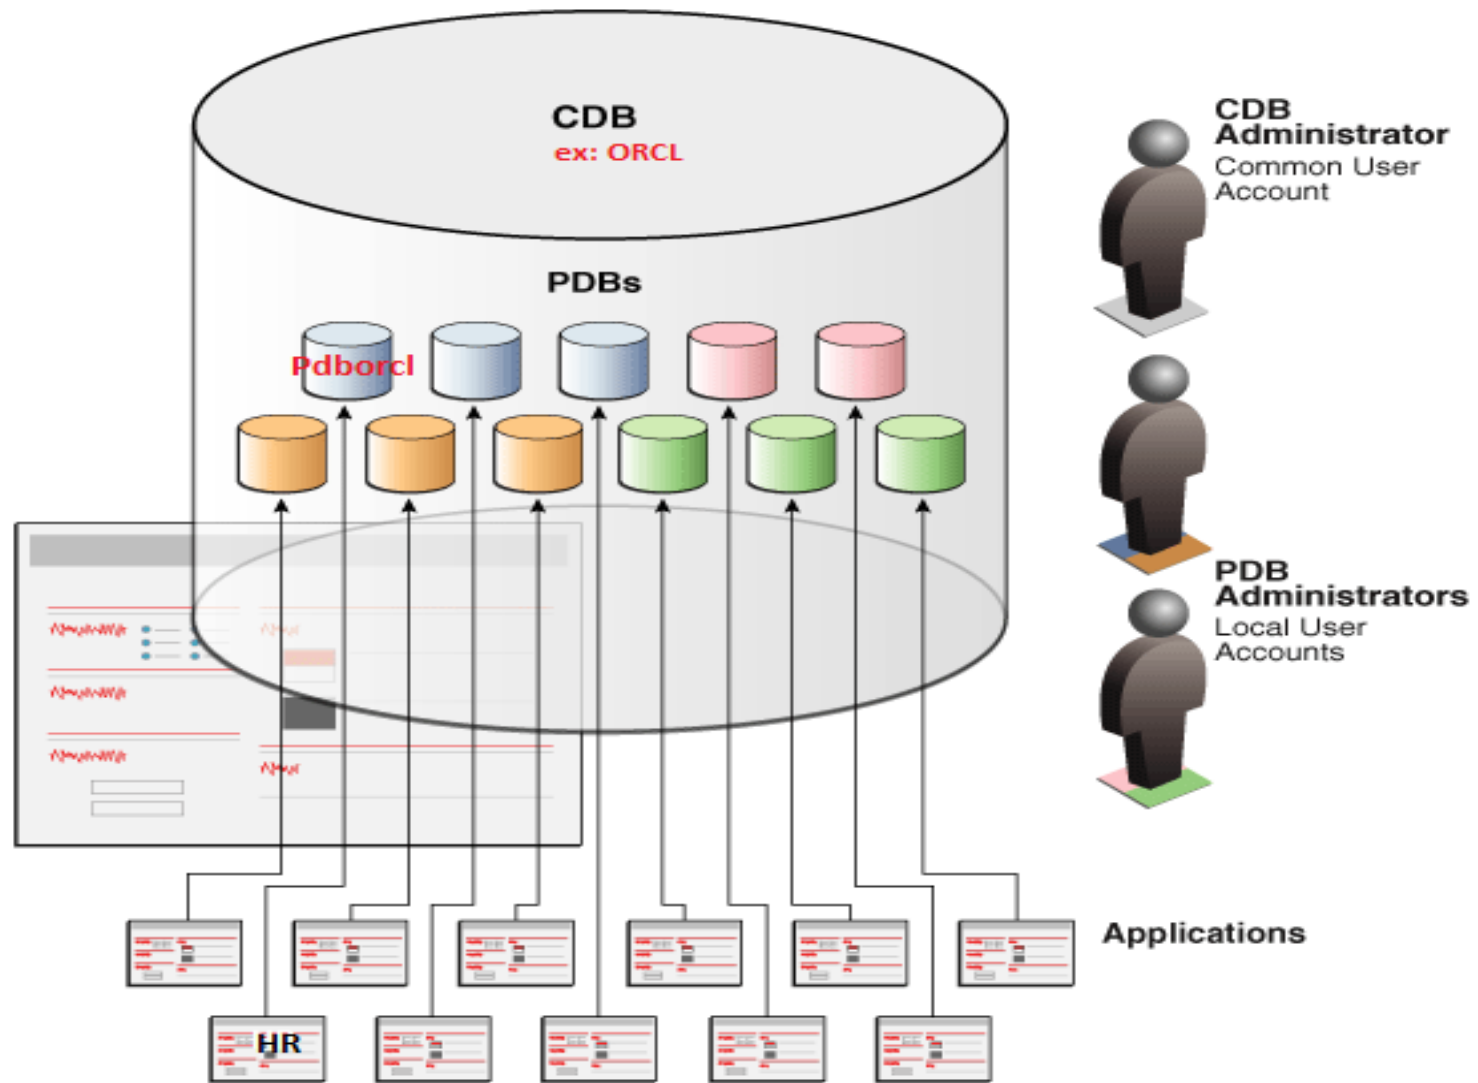 CDB
ex: ORCL
PDBs
Pdborcl
CDB
Administrator
Common User
Account
PDB
Administrators
Local User
Accounts
Applications
HR